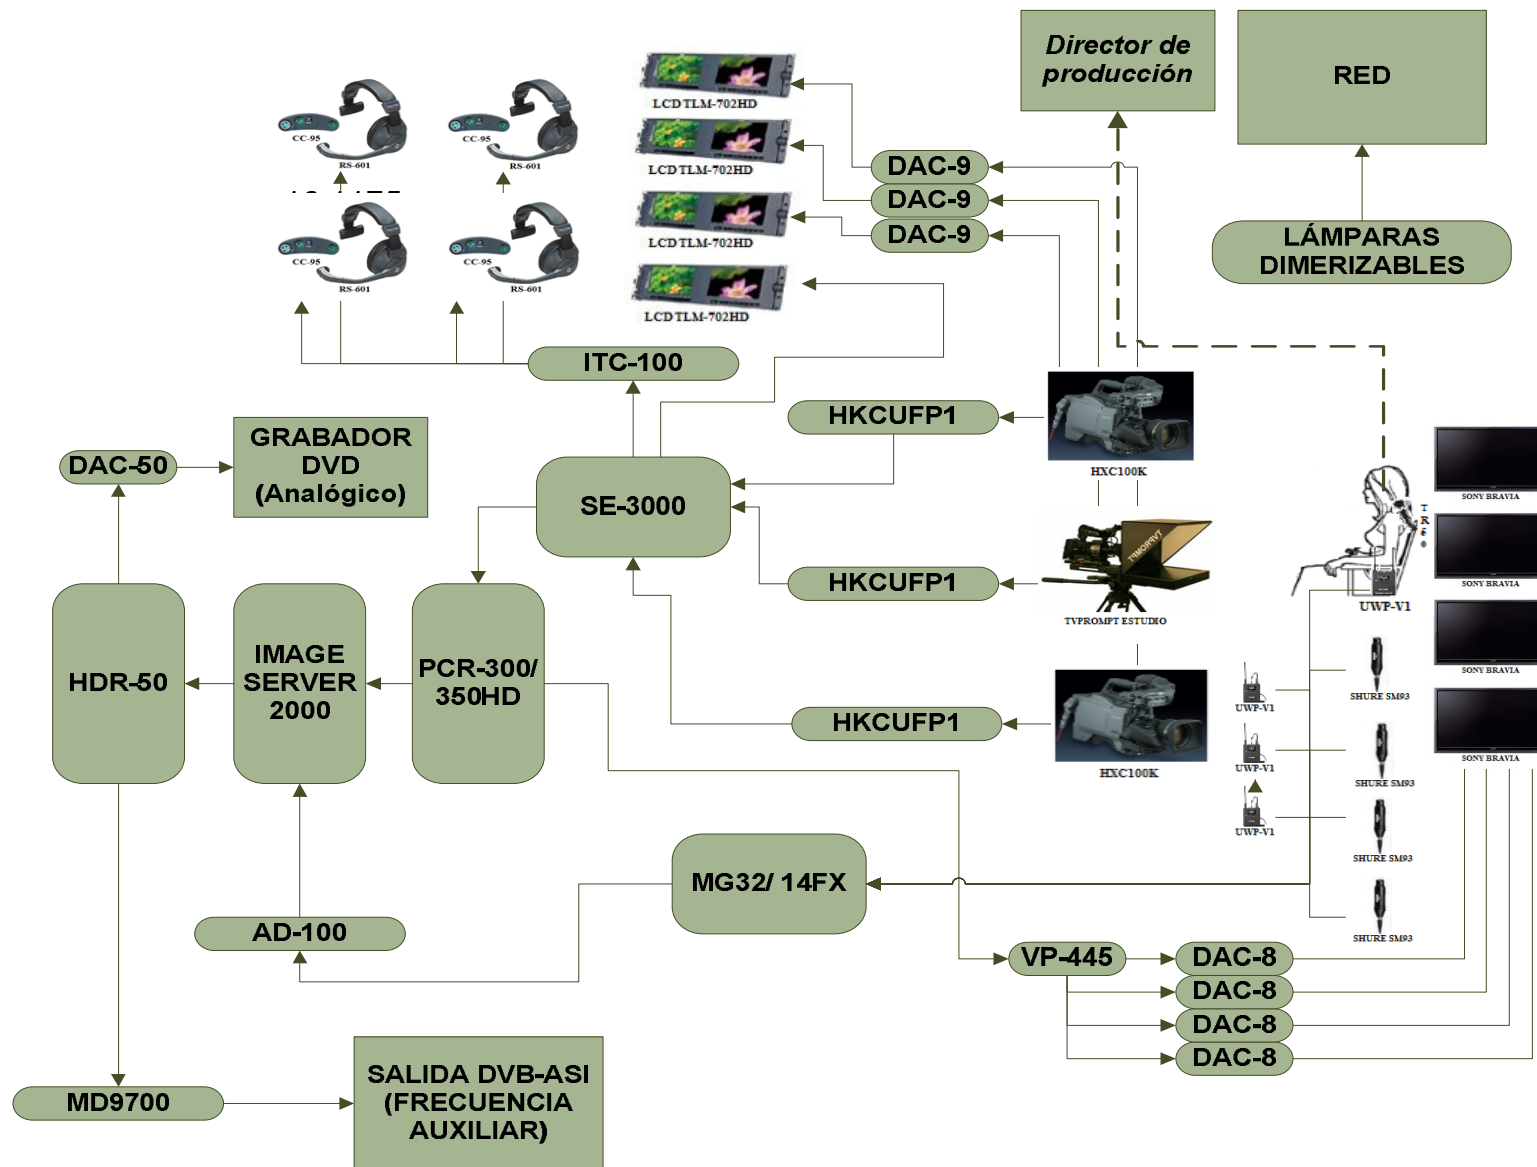 Director de
producción
RED
LCD TLM-702HD
LCD TLM-702HD
LCD TLM-702HD
LCD TLM-702HD
CC-95
RS-601
CC-95
RS-601
CC-95
RS-601
CC-95
RS-601
DAC-9
DAC-9
DAC-9
LÁMPARAS
DIMERIZABLES
ITC-100
HKCUFP1
HXC100K
GRABADOR
DVD
(Analógico)
DAC-50
SE-3000
SONY BRAVIA
SONY BRAVIA
SONY BRAVIA
SONY BRAVIA
TVPROMPT
HKCUFP1
TVPROMPT ESTUDIO
UWP-V1
HDR-50
IMAGE
SERVER
2000
PCR-300/
350HD
HKCUFP1
HXC100K
UWP-V1
UWP-V1
UWP-V1
SHURE SM93
SHURE SM93
SHURE SM93
SHURE SM93
MG32/ 14FX
AD-100
VP-445
DAC-8
DAC-8
DAC-8
DAC-8
MD9700
SALIDA DVB-ASI
(FRECUENCIA
AUXILIAR)